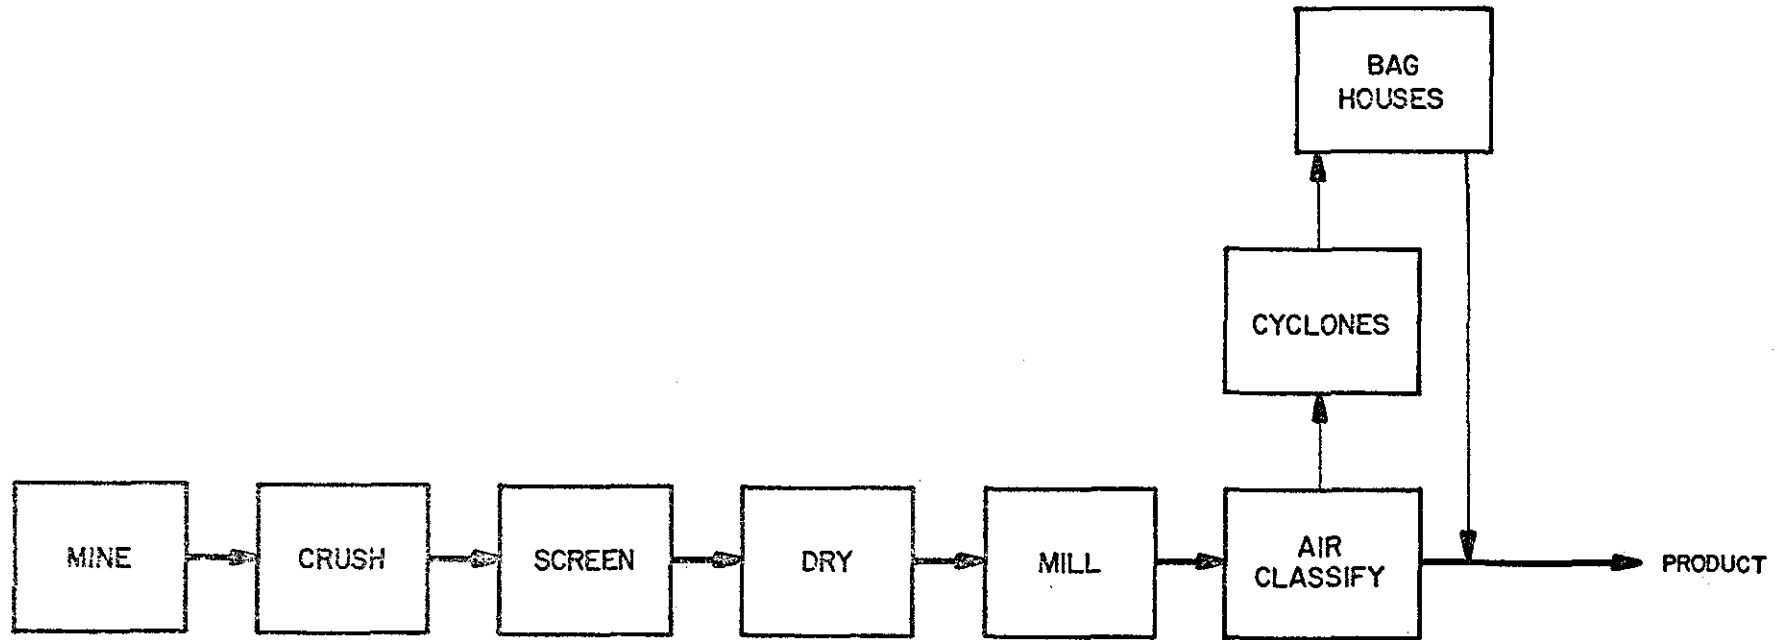 BAG
HOUSES
CYCLONES
MINE
CRUSH
SCREEN
DRY
MILL
AIR
CLASSIFY
PRODUCT